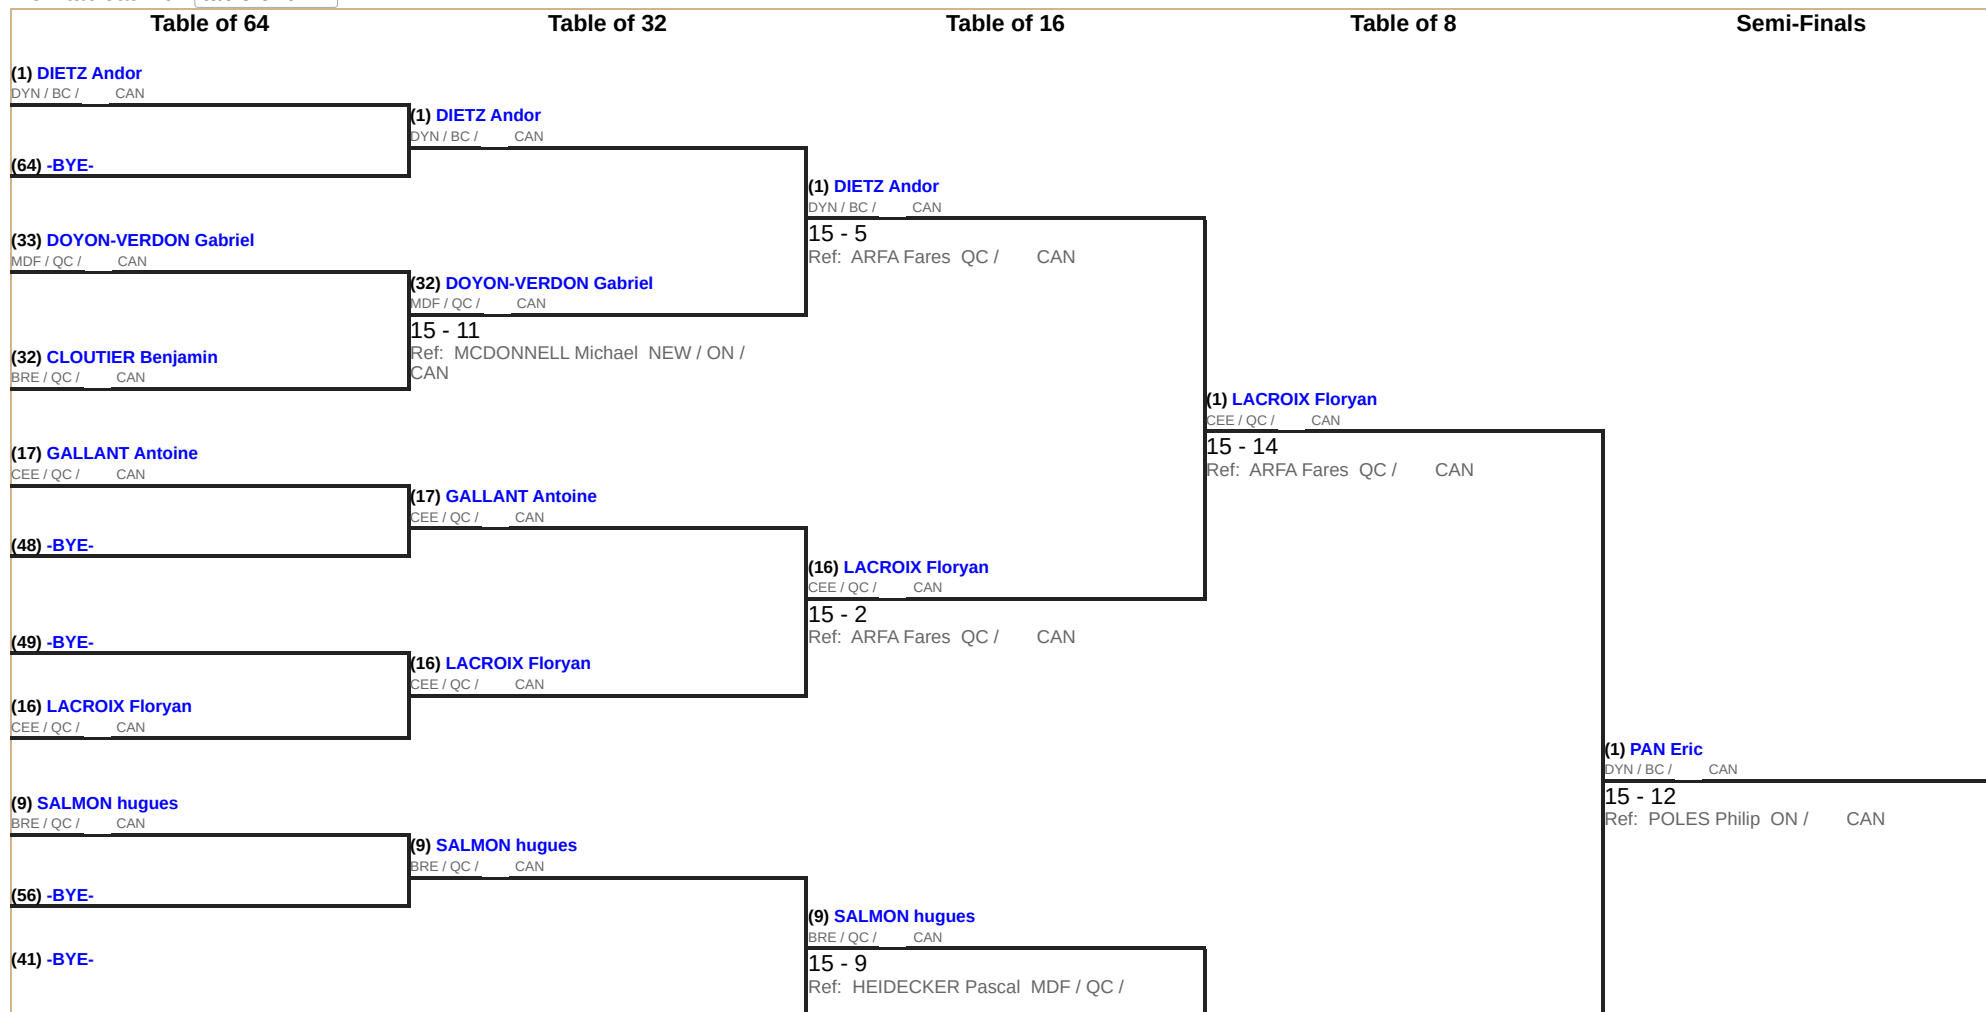 Table of 64
Table of 32
Table of 16
Table of 8
Semi-Finals
(1) DIETZ Andor
DYN / BC / CAN
(64) -BYE-
(33) DOYON-VERDON Gabriel
MDF / QC / CAN
(32) CLOUTIER Benjamin
BRE / QC / CAN
(17) GALLANT Antoine
CEE / QC / CAN
(48) -BYE-
(49) -BYE-
(16) LACROIX Floryan
CEE / QC / CAN
(9) SALMON hugues
BRE / QC / CAN
(56) -BYE-
(41) -BYE-
(1) DIETZ Andor
DYN / BC / CAN
(32) DOYON-VERDON Gabriel
MDF / QC / CAN
15 - 11
Ref: MCDONNELL Michael NEW / ON /
CAN
(17) GALLANT Antoine
CEE / QC / CAN
(16) LACROIX Floryan
CEE / QC / CAN
(9) SALMON hugues
BRE / QC / CAN
(1) DIETZ Andor
DYN / BC / CAN
15 - 5
Ref: ARFA Fares QC / CAN
(16) LACROIX Floryan
CEE / QC / CAN
15 - 2
Ref: ARFA Fares QC / CAN
(9) SALMON hugues
BRE / QC / CAN
15 - 9
Ref: HEIDECKER Pascal MDF / QC /
(1) LACROIX Floryan
CEE / QC / CAN
15 - 14
Ref: ARFA Fares QC / CAN
(1) PAN Eric
DYN / BC / CAN
15 - 12
Ref: POLES Philip ON / CAN